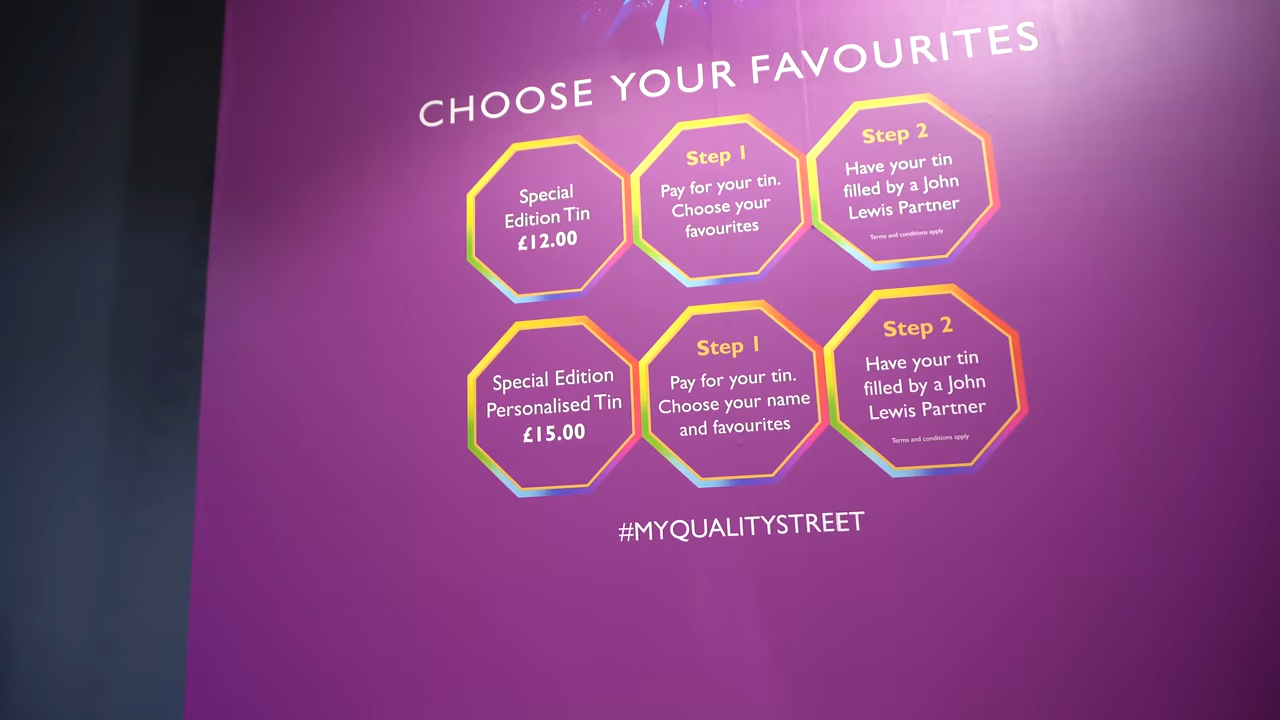 CHOOSE YOUR FAVOURITES
Special
Edition Tin
£12.00
Step 1
Pay for your tin.
Choose your
favourites
Step 2
Have your tin
filled by a John
Lewis Partner
Terms and conditions apply
Special Edition
Personalised Tin
£15.00
Step 1
Pay for your tin.
Choose your name
and favourites
Step 2
Have your tin
filled by a John
Lewis Partner
Terms and conditions apply
#MYQUALITYSTREET